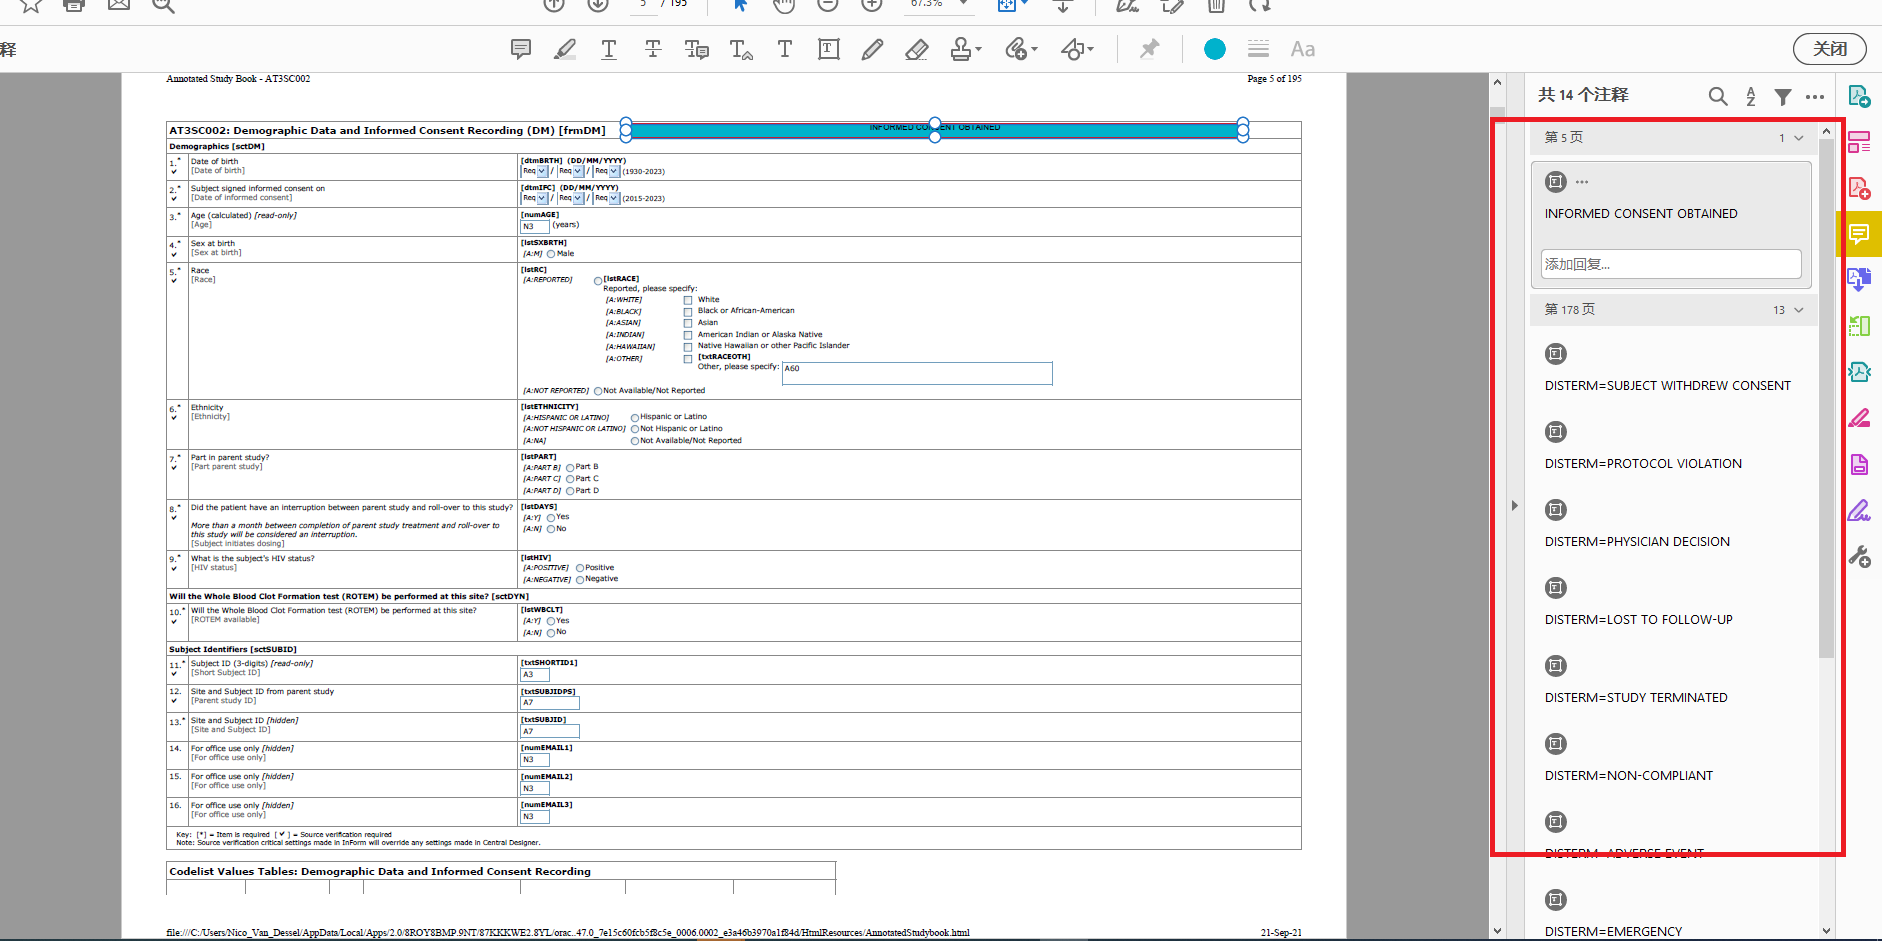 5 / 195
67.3%
释
Aa
关闭
Annotated Study Book - AT3SC002
Page 5 of 195
AT3SC002: Demographic Data and Informed Consent Recording (DM) [frmDM]
INFORMED CONSENT OBTAINED
Demographics [sctDM]
1.* Date of birth
[Date of birth]
[dtmBRTH] (DD/MM/YYYY)
Req / Req / Req (1930-2023)
2.* Subject signed informed consent on
[Date of informed consent]
[dtmIFC] (DD/MM/YYYY)
Req / Req / Req (2015-2023)
3.* Age (calculated) [read-only]
[Age]
[numAGE]
N3 (years)
4.* Sex at birth
[Sex at birth]
[lstSXBRTH]
[A:M] Male
5.* Race
[Race]
[lstRC]
[A:REPORTED] [lstRACE]
Reported, please specify:
[A:WHITE] White
[A:BLACK] Black or African-American
[A:ASIAN] Asian
[A:INDIAN] American Indian or Alaska Native
[A:HAWAIIAN] Native Hawaiian or other Pacific Islander
[A:OTHER] [txtRACEOTH]
Other, please specify: A60
[A:NOT REPORTED] Not Available/Not Reported
6.* Ethnicity
[Ethnicity]
[lstETHNICITY]
[A:HISPANIC OR LATINO] Hispanic or Latino
[A:NOT HISPANIC OR LATINO] Not Hispanic or Latino
[A:NA] Not Available/Not Reported
7.* Part in parent study?
[Part parent study]
[lstPART]
[A:PART B] Part B
[A:PART C] Part C
[A:PART D] Part D
8.* Did the patient have an interruption between parent study and roll-over to this study?
More than a month between completion of parent study treatment and roll-over to
this study will be considered an interruption.
[Subject initiates dosing]
[lstDAYS]
[A:Y] Yes
[A:N] No
9.* What is the subject's HIV status?
[HIV status]
[lstHIV]
[A:POSITIVE] Positive
[A:NEGATIVE] Negative
Will the Whole Blood Clot Formation test (ROTEM) be performed at this site? [sctDYN]
10.* Will the Whole Blood Clot Formation test (ROTEM) be performed at this site?
[ROTEM available]
[lstWBCLT]
[A:Y] Yes
[A:N] No
Subject Identifiers [sctSUBID]
11.* Subject ID (3-digits) [read-only]
[Short Subject ID]
[txtSHORTID1]
A3
12. Site and Subject ID from parent study
[Parent study ID]
[txtSUBJIDPS]
A7
13.* Site and Subject ID [hidden]
[Site and Subject ID]
[txtSUBJID]
A7
14. For office use only [hidden]
[For office use only]
[numEMAIL1]
N3
15. For office use only [hidden]
[For office use only]
[numEMAIL2]
N3
16. For office use only [hidden]
[For office use only]
[numEMAIL3]
N3
Key: [*] = Item is required [✔] = Source verification required
Note: Source verification critical settings made in InForm will override any settings made in Central Designer.
Codelist Values Tables: Demographic Data and Informed Consent Recording
file:///C:/Users/Nico_Van_Dessel/AppData/Local/Apps/2.0/8ROY8BMP.9NT/87KKKWE2.8YL/orac..47.0_7e15c60fcb5f8c5e_0006.0002_e3a46b3970a1f84d/HtmlResources/AnnotatedStudybook.html
21-Sep-21
共 14 个注释
第 5 页 1
INFORMED CONSENT OBTAINED
添加回复...
第 178 页 13
DISTERM=SUBJECT WITHDREW CONSENT
DISTERM=PROTOCOL VIOLATION
DISTERM=PHYSICIAN DECISION
DISTERM=LOST TO FOLLOW-UP
DISTERM=STUDY TERMINATED
DISTERM=NON-COMPLIANT
DISTERM=ADVERSE EVENT
DISTERM=EMERGENCY